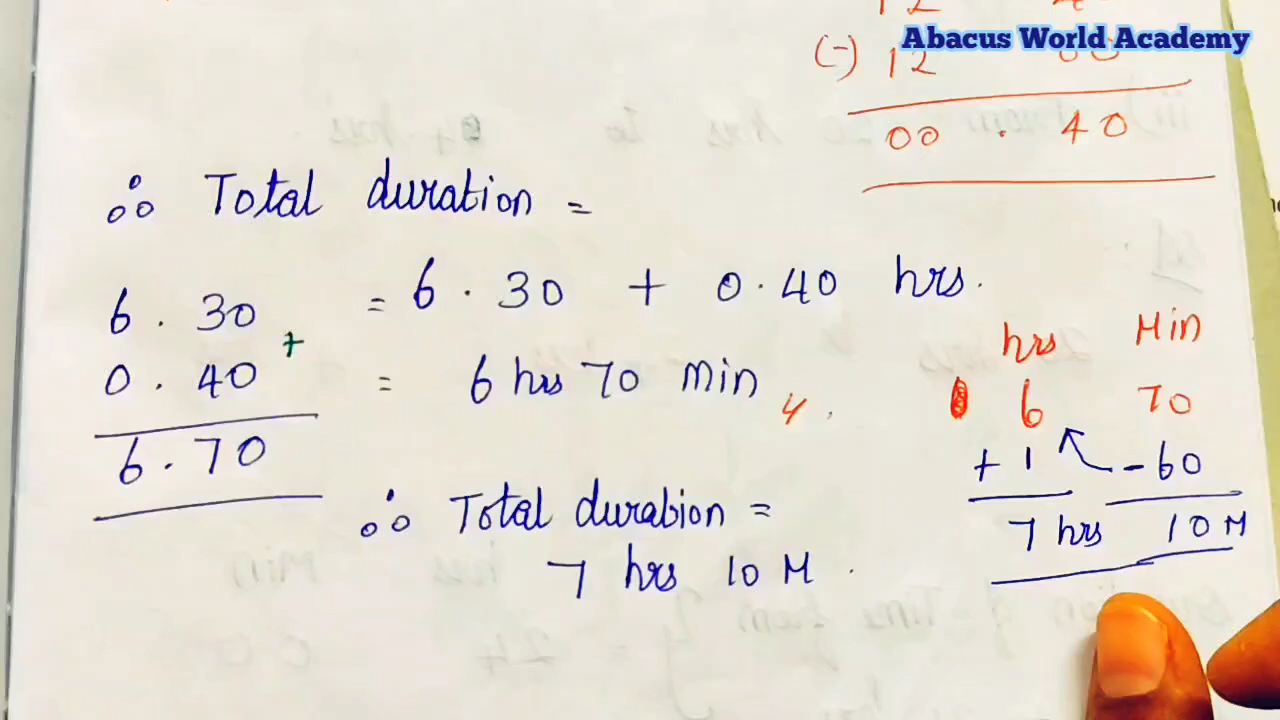 Abacus World Academy
(-) 12
00 . 40
∴ Total duration =
6 . 30 = 6 . 30 + 0 . 40 hrs.
0 . 40 +
= 6 hrs 70 min
6 . 70
hrs Min
6 70
+ 1 - 60
7 hrs 10 M
∴ Total duration =
7 hrs 10 M .